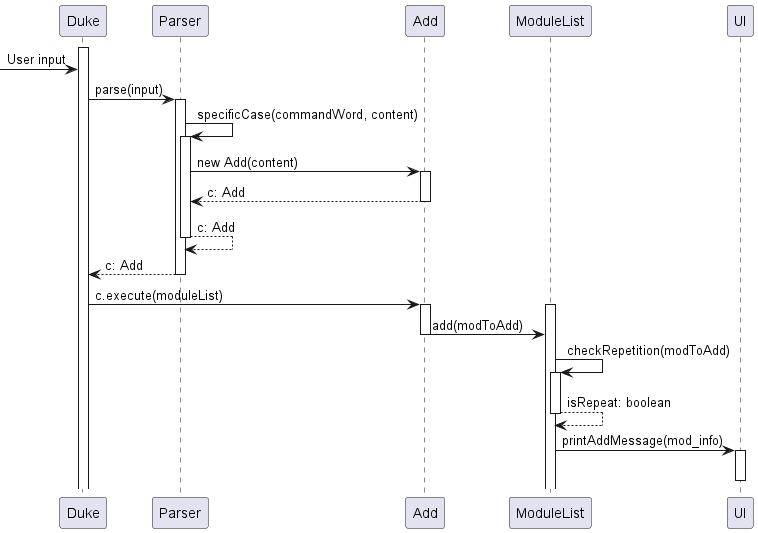 Duke
Parser
Add
ModuleList
UI
User input
parse(input)
specificCase(commandWord, content)
new Add(content)
c: Add
c: Add
c: Add
c.execute(moduleList)
add(modToAdd)
checkRepetition(modToAdd)
isRepeat: boolean
printAddMessage(mod_info)
Duke
Parser
Add
ModuleList
UI